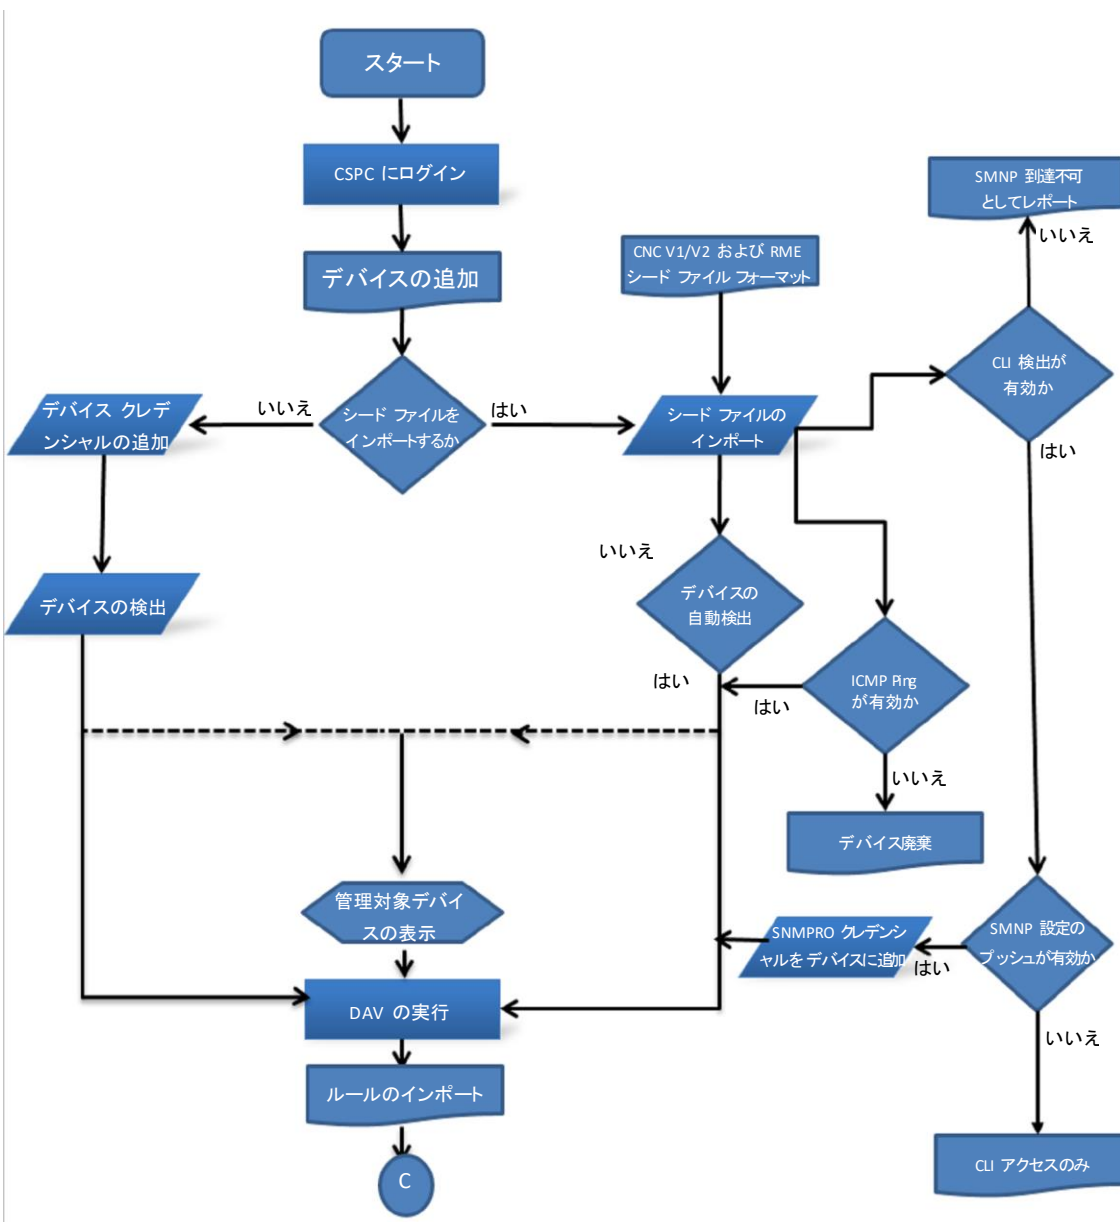 スタート
CSPC にログイン
デバイスの追加
シード ファイルを
インポートするか
いいえ
はい
デバイス クレデ
ンシャルの追加
デバイスの検出
CNC V1/V2 および RME
シード ファイル フォーマット
シード ファイルの
インポート
いいえ
デバイスの
自動検出
はい
SMNP 到達不可
としてレポート
いいえ
CLI 検出が
有効か
はい
ICMP Ping
が有効か
はい
いいえ
デバイス廃棄
管理対象デバイ
スの表示
SNMPRO クレデンシ
ャルをデバイスに追加
はい
SMNP 設定の
プッシュが有効か
いいえ
CLI アクセスのみ
DAV の実行
ルールのインポート
C